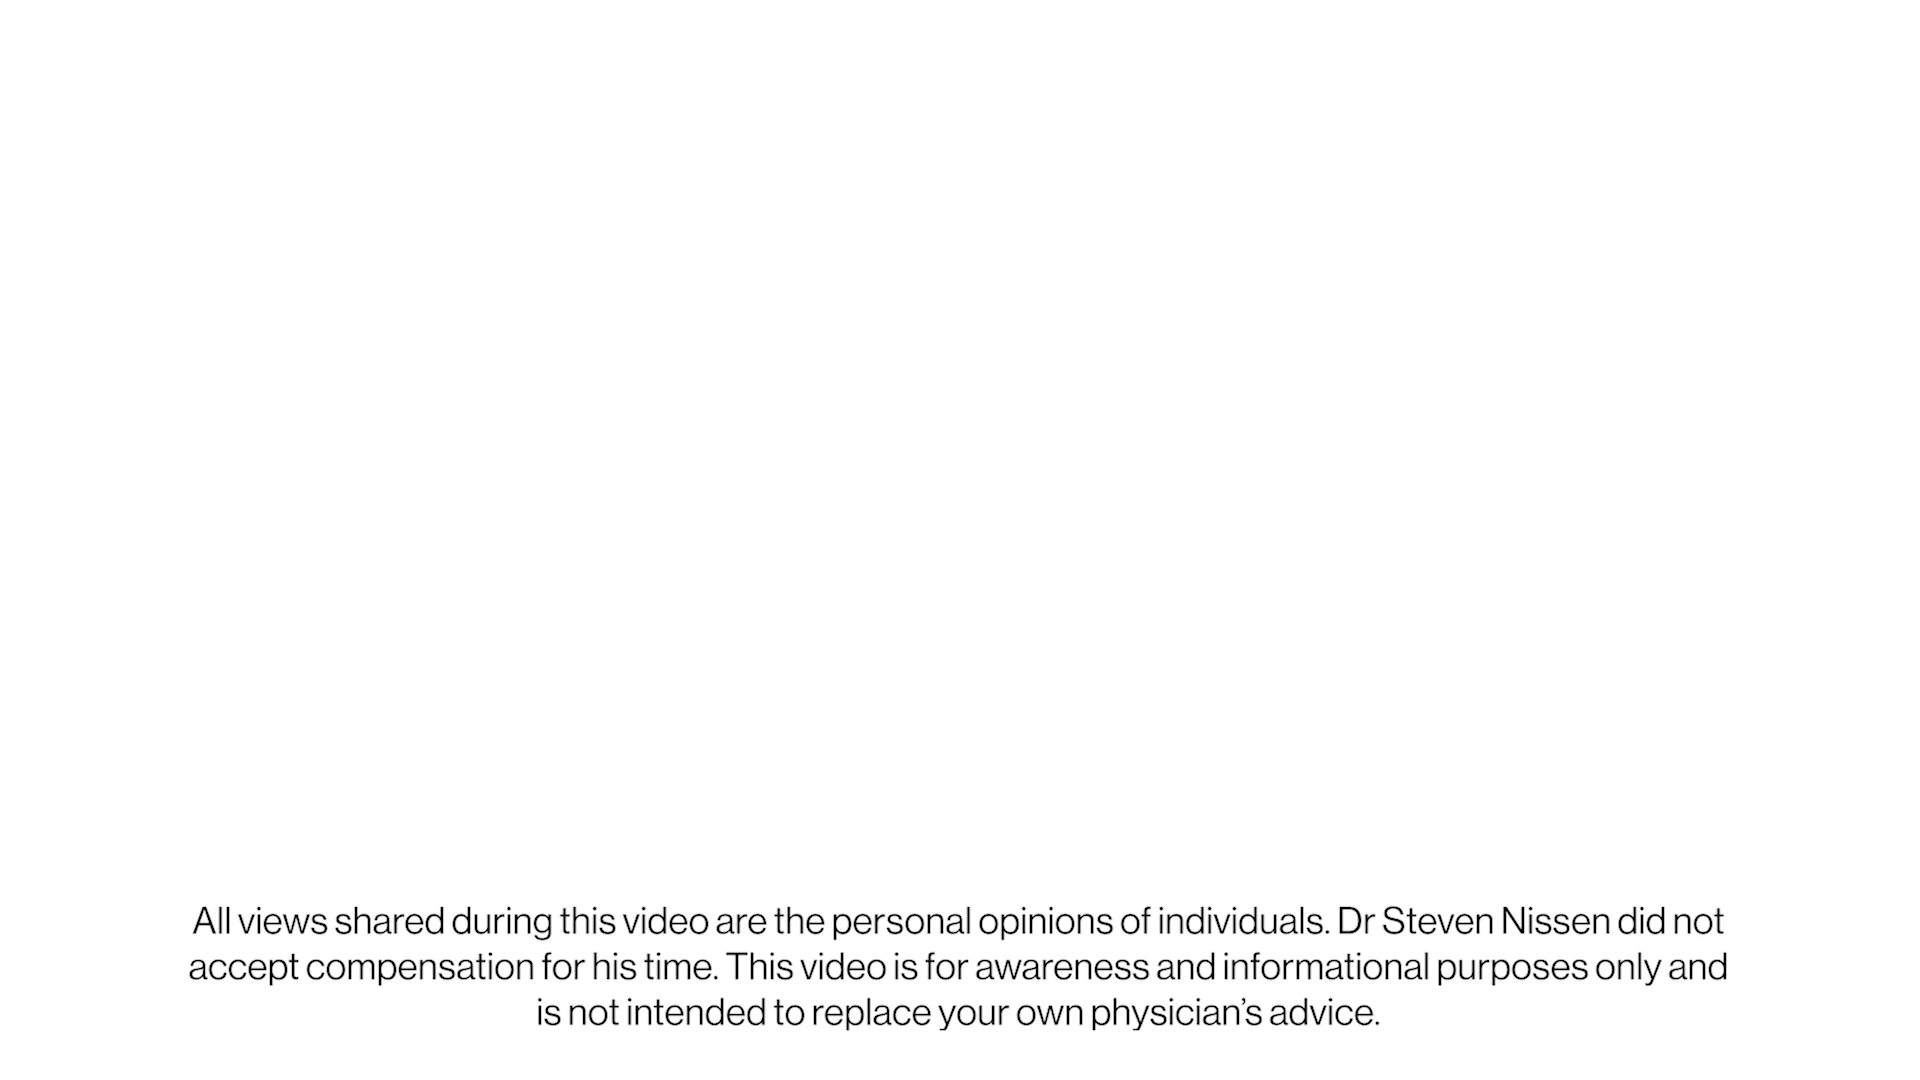 All views shared during this video are the personal opinions of individuals. Dr Steven Nissen did not
accept compensation for his time. This video is for awareness and informational purposes only and
is not intended to replace your own physician’s advice.